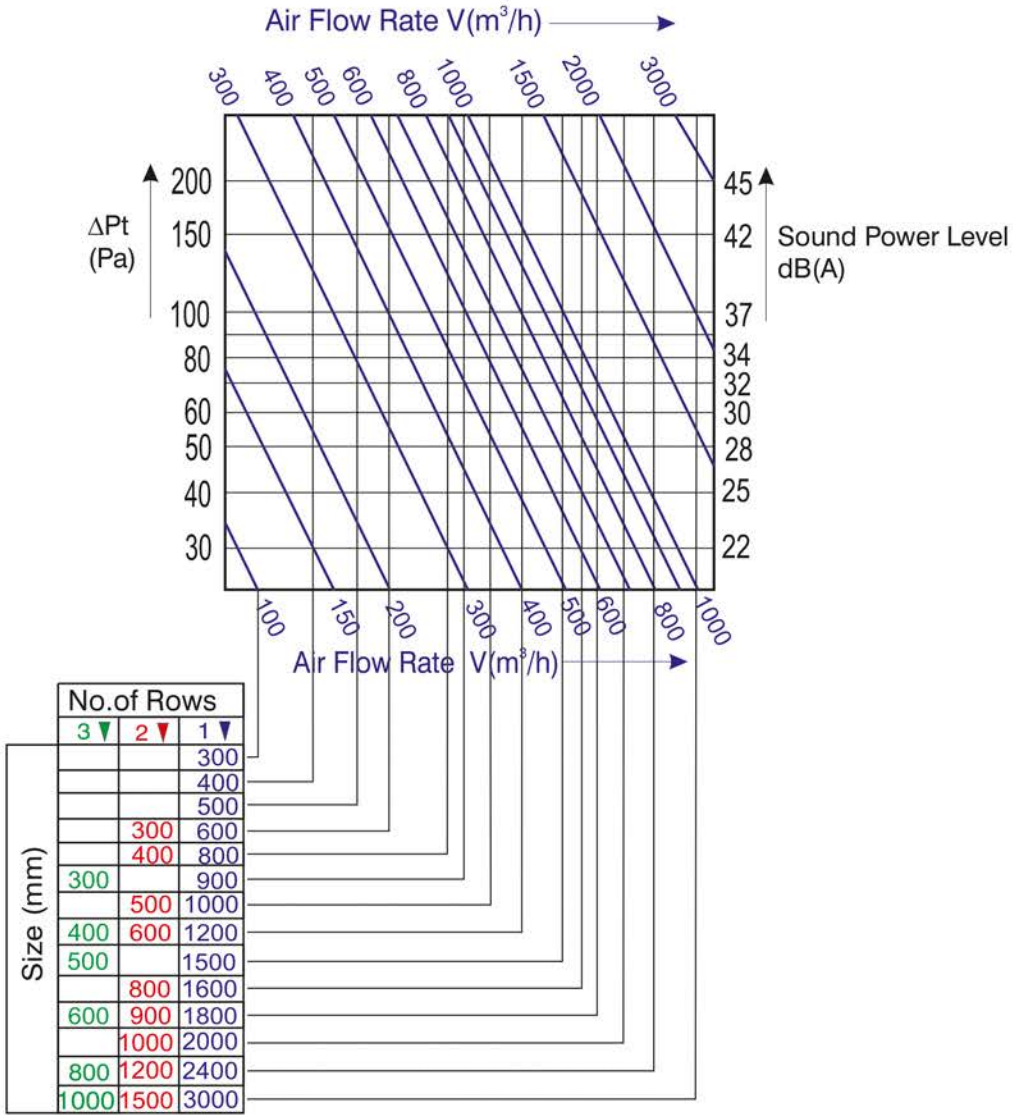 Air Flow Rate V(m³/h)
300 400 500 600 800 1000 1500 2000 3000
200 45
ΔPt 150 42 Sound Power Level
(Pa) dB(A)
100 37
80 34
32
60 30
50 28
40 25
30 22
100 150 200 300 400 500 600 800 1000
Air Flow Rate V(m³/h)
No.of Rows
3 2 1
Size (mm)
300
400
500
300 600
400 800
300 900
500 1000
400 600 1200
500 1500
800 1600
600 900 1800
1000 2000
800 1200 2400
1000 1500 3000